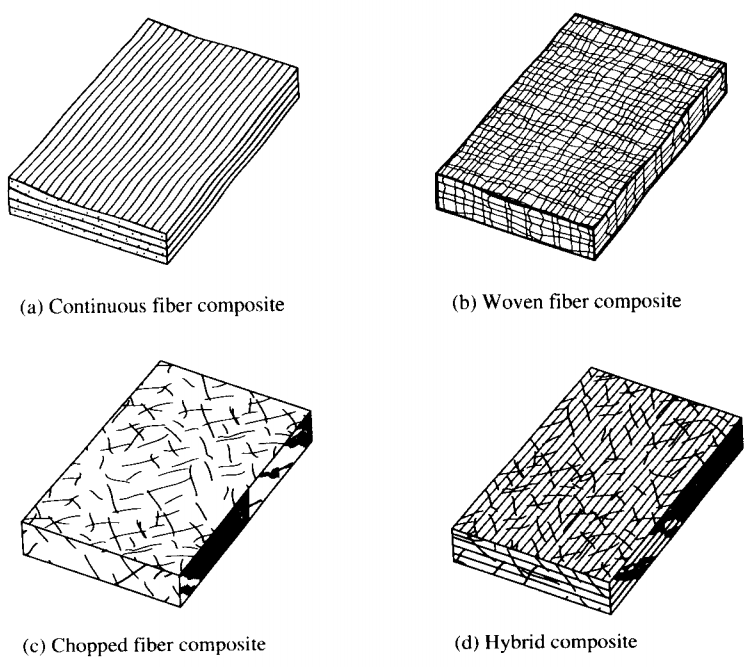 (a) Continuous fiber composite
(b) Woven fiber composite
(c) Chopped fiber composite
(d) Hybrid composite